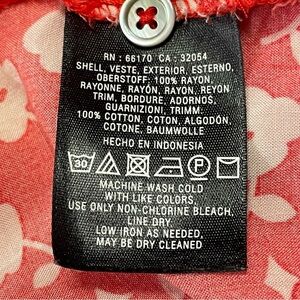 RN : 66170 CA : 32054
SHELL, VESTE, EXTERIOR, ESTERNO,
OBERSTOFF: 100% RAYON
RAYONNE, RAYÓN, RAYON, REYON
TRIM, BORDURE, ADORNOS,
GUARNIZIONI, TRIMM:
100% COTTON, COTON, ALGODÓN,
COTONE, BAUMWOLLE
HECHO EN INDONÉSIA
30 P
MACHINE WASH COLD
WITH LIKE COLORS,
USE ONLY NON-CHLORINE BLEACH,
LINE DRY
LOW IRON AS NEEDED,
MAY BE DRY CLEANED